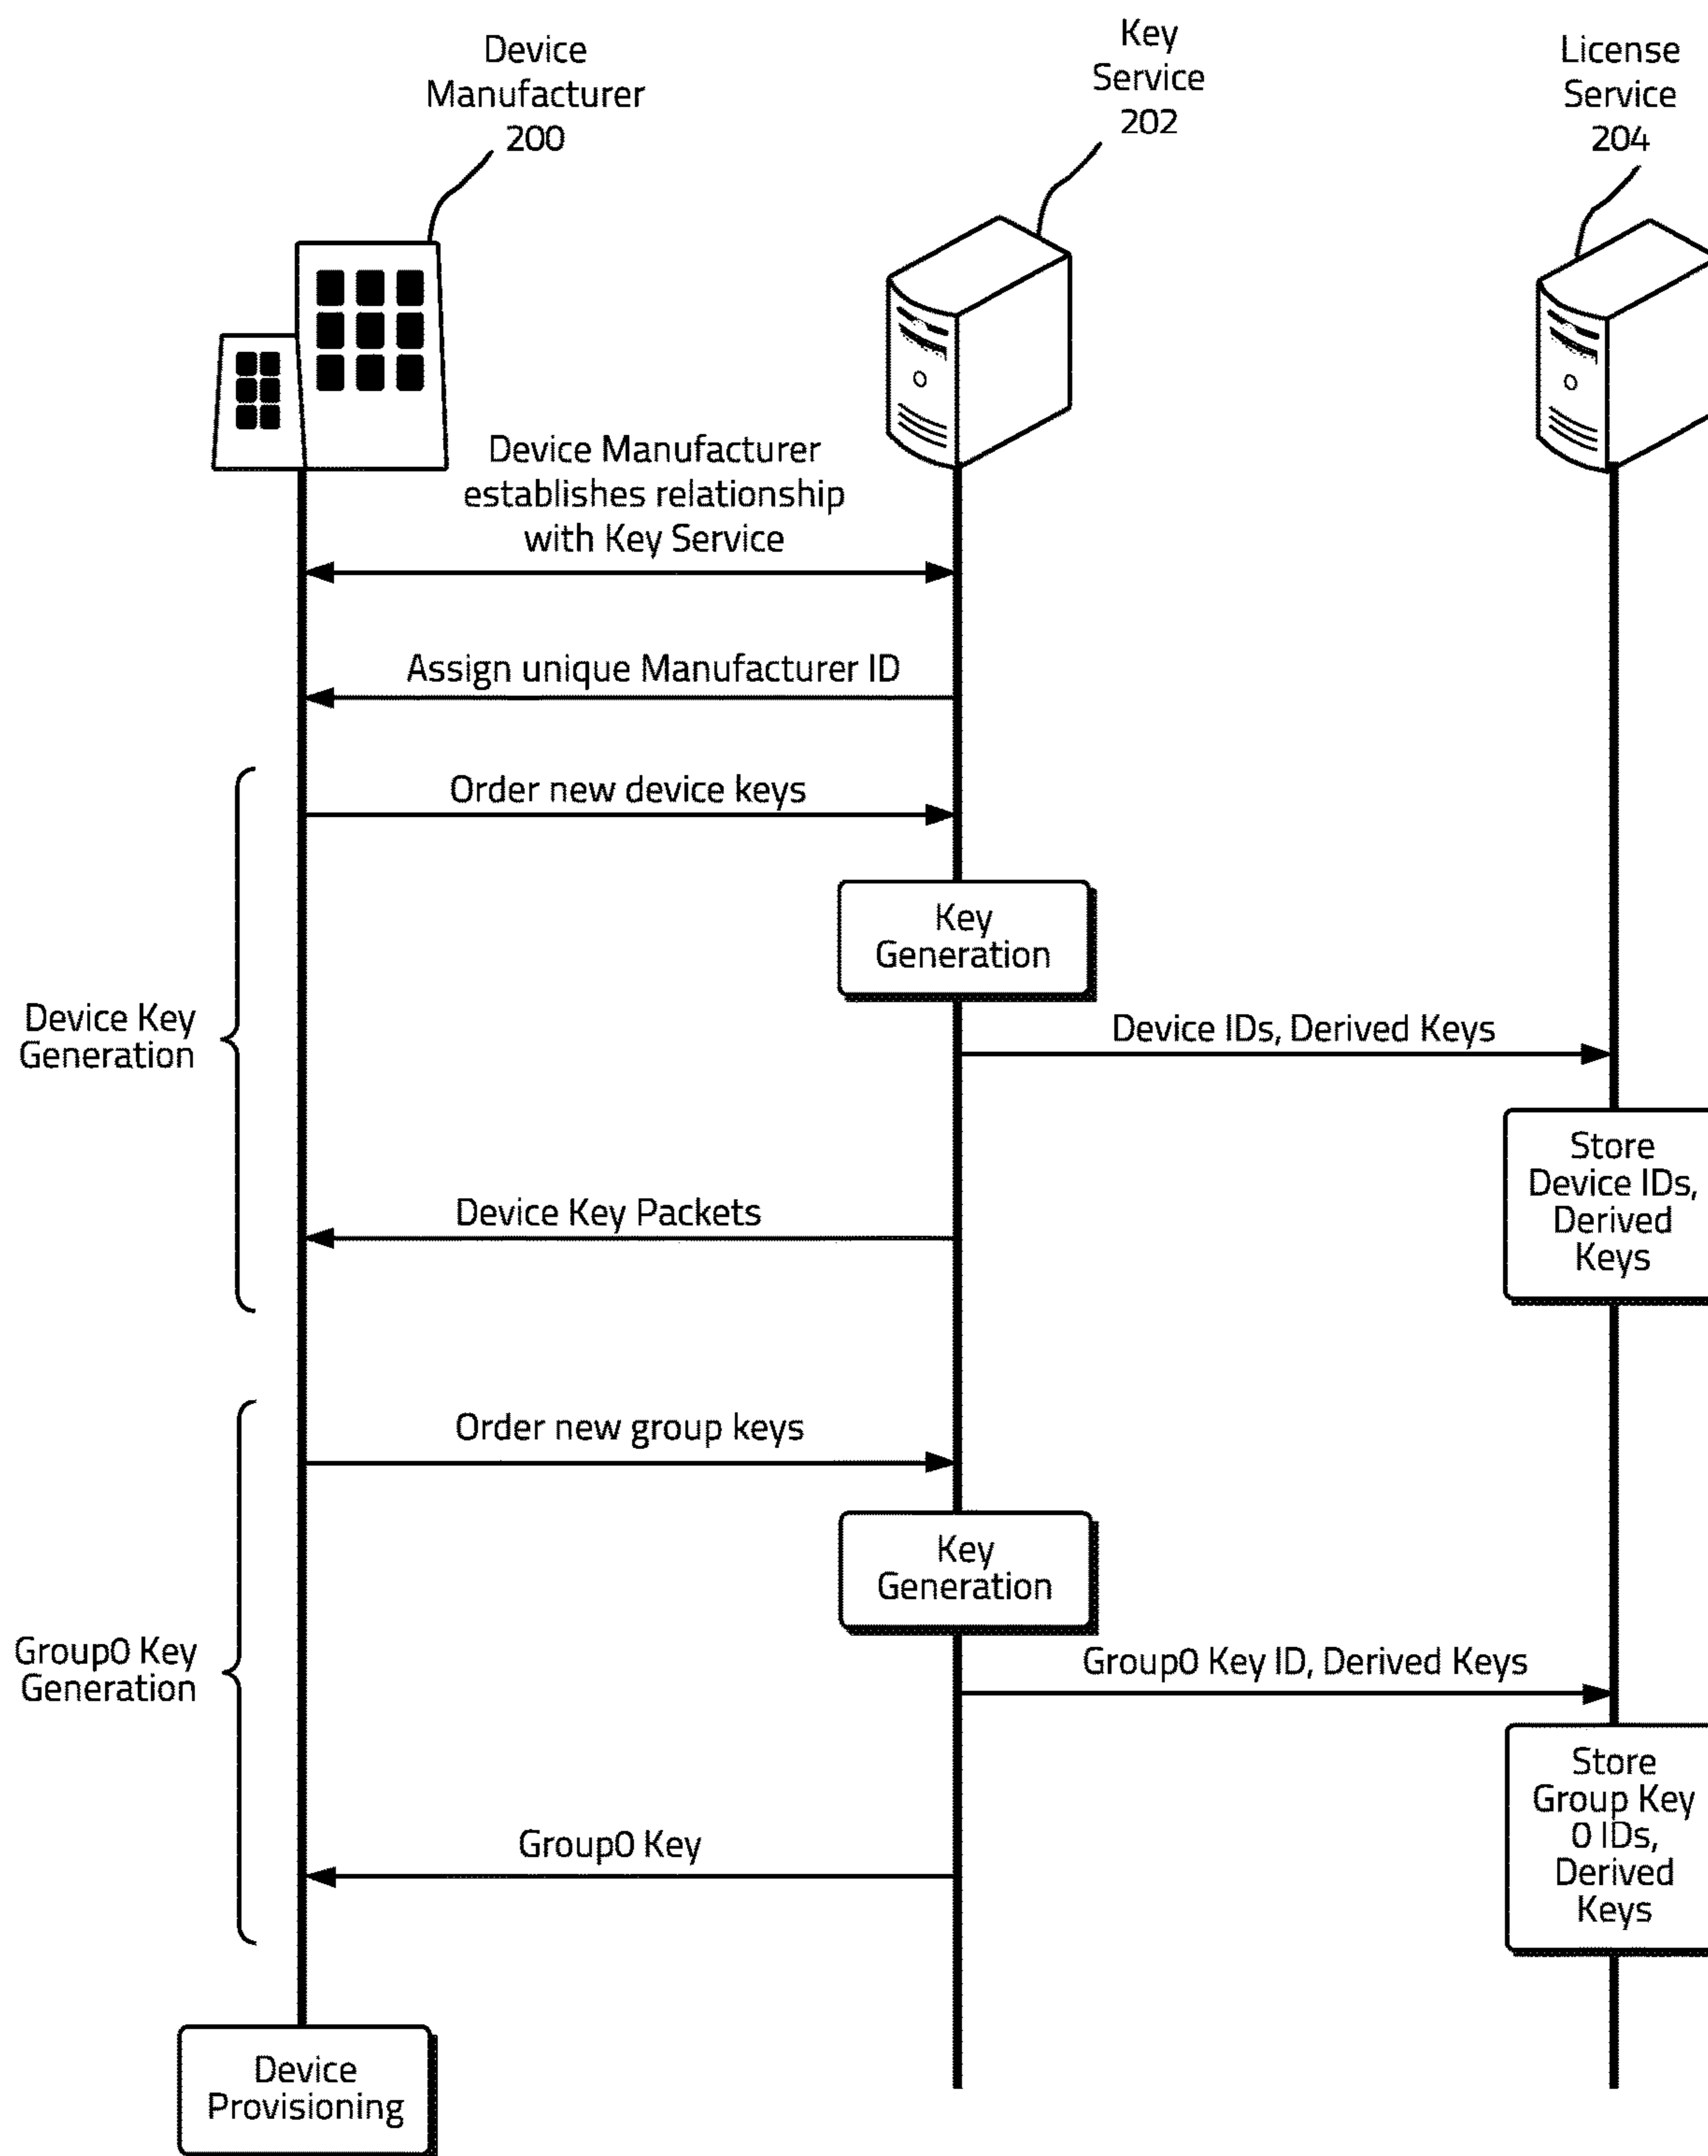 Device
Manufacturer
200
Key
Service
202
License
Service
204
Device Manufacturer
establishes relationship
with Key Service
Assign unique Manufacturer ID
Order new device keys
Key
Generation
Device Key
Generation
Device IDs, Derived Keys
Store
Device IDs,
Derived
Keys
Device Key Packets
Order new group keys
Key
Generation
Group0 Key
Generation
Group0 Key ID, Derived Keys
Store
Group Key
0 IDs,
Derived
Keys
Group0 Key
Device
Provisioning